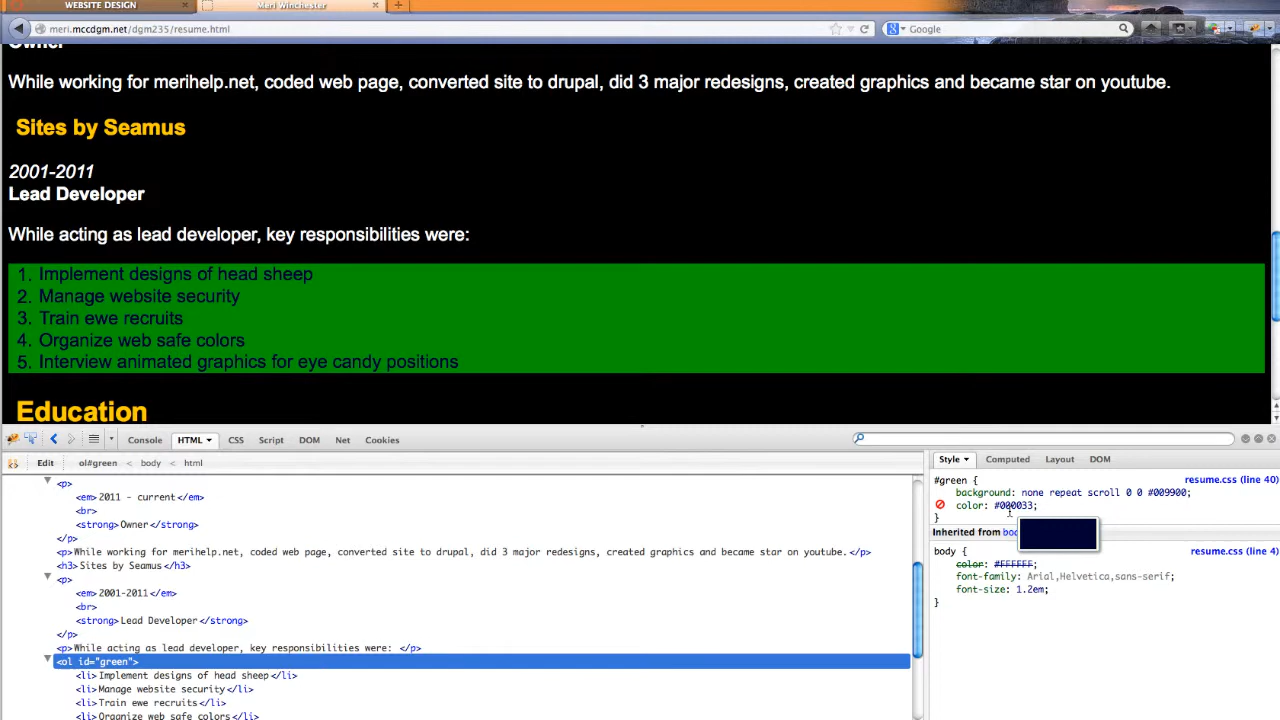 WEBSITE DESIGN
Meri Winchester
meri.mccdgm.net/dgm235/resume.html
Google
Owner
While working for merihelp.net, coded web page, converted site to drupal, did 3 major redesigns, created graphics and became star on youtube.
Sites by Seamus
2001-2011
Lead Developer
While acting as lead developer, key responsibilities were:
1. Implement designs of head sheep
2. Manage website security
3. Train ewe recruits
4. Organize web safe colors
5. Interview animated graphics for eye candy positions
Education
Console HTML CSS Script DOM Net Cookies
Edit ol#green < body < html
<p>
<em>2011 - current</em>
<br>
<strong>Owner</strong>
</p>
<p>While working for merihelp.net, coded web page, converted site to drupal, did 3 major redesigns, created graphics and became star on youtube.</p>
<h3>Sites by Seamus</h3>
<p>
<em>2001-2011</em>
<br>
<strong>Lead Developer</strong>
</p>
<p>While acting as lead developer, key responsibilities were: </p>
<ol id="green">
<li>Implement designs of head sheep</li>
<li>Manage website security</li>
<li>Train ewe recruits</li>
<li>Organize web safe colors</li>
Style Computed Layout DOM
#green { resume.css (line 40)
background: none repeat scroll 0 0 #009900;
color: #000033;
}
Inherited from
body { resume.css (line 4)
color: #FFFFFF;
font-family: Arial,Helvetica,sans-serif;
font-size: 1.2em;
}